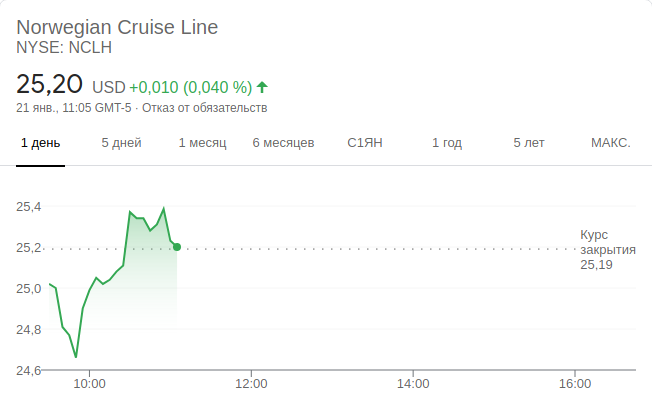 Norwegian Cruise Line
NYSE: NCLH
25,20 USD +0,010 (0,040 %)
21 янв., 11:05 GMT-5 · Отказ от обязательств
1 день 5 дней 1 месяц 6 месяцев С1ЯН 1 год 5 лет МАКС.
25,4
25,2
25,0
24,8
24,6
Курс
закрытия
25,19
10:00 12:00 14:00 16:00